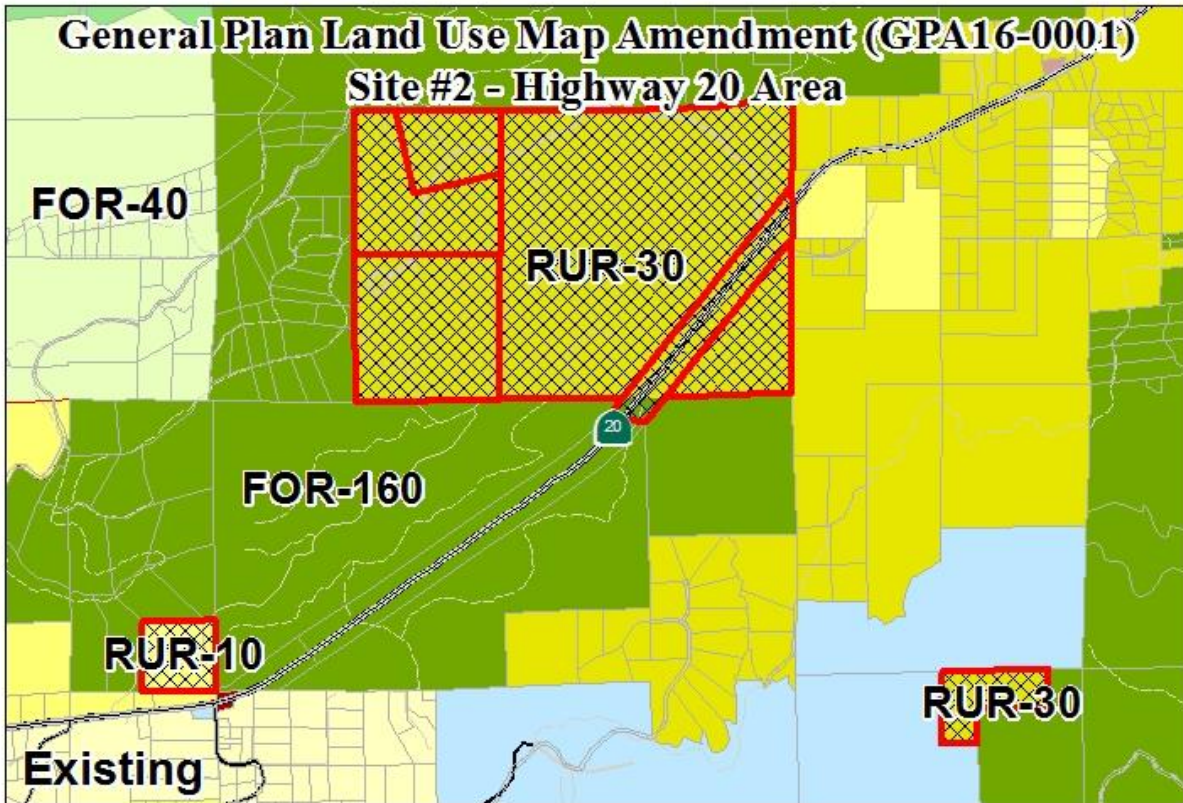 General Plan Land Use Map Amendment (GPA16-0001)
Site #2 - Highway 20 Area
FOR-40
RUR-30
20
FOR-160
RUR-10
RUR-30
Existing